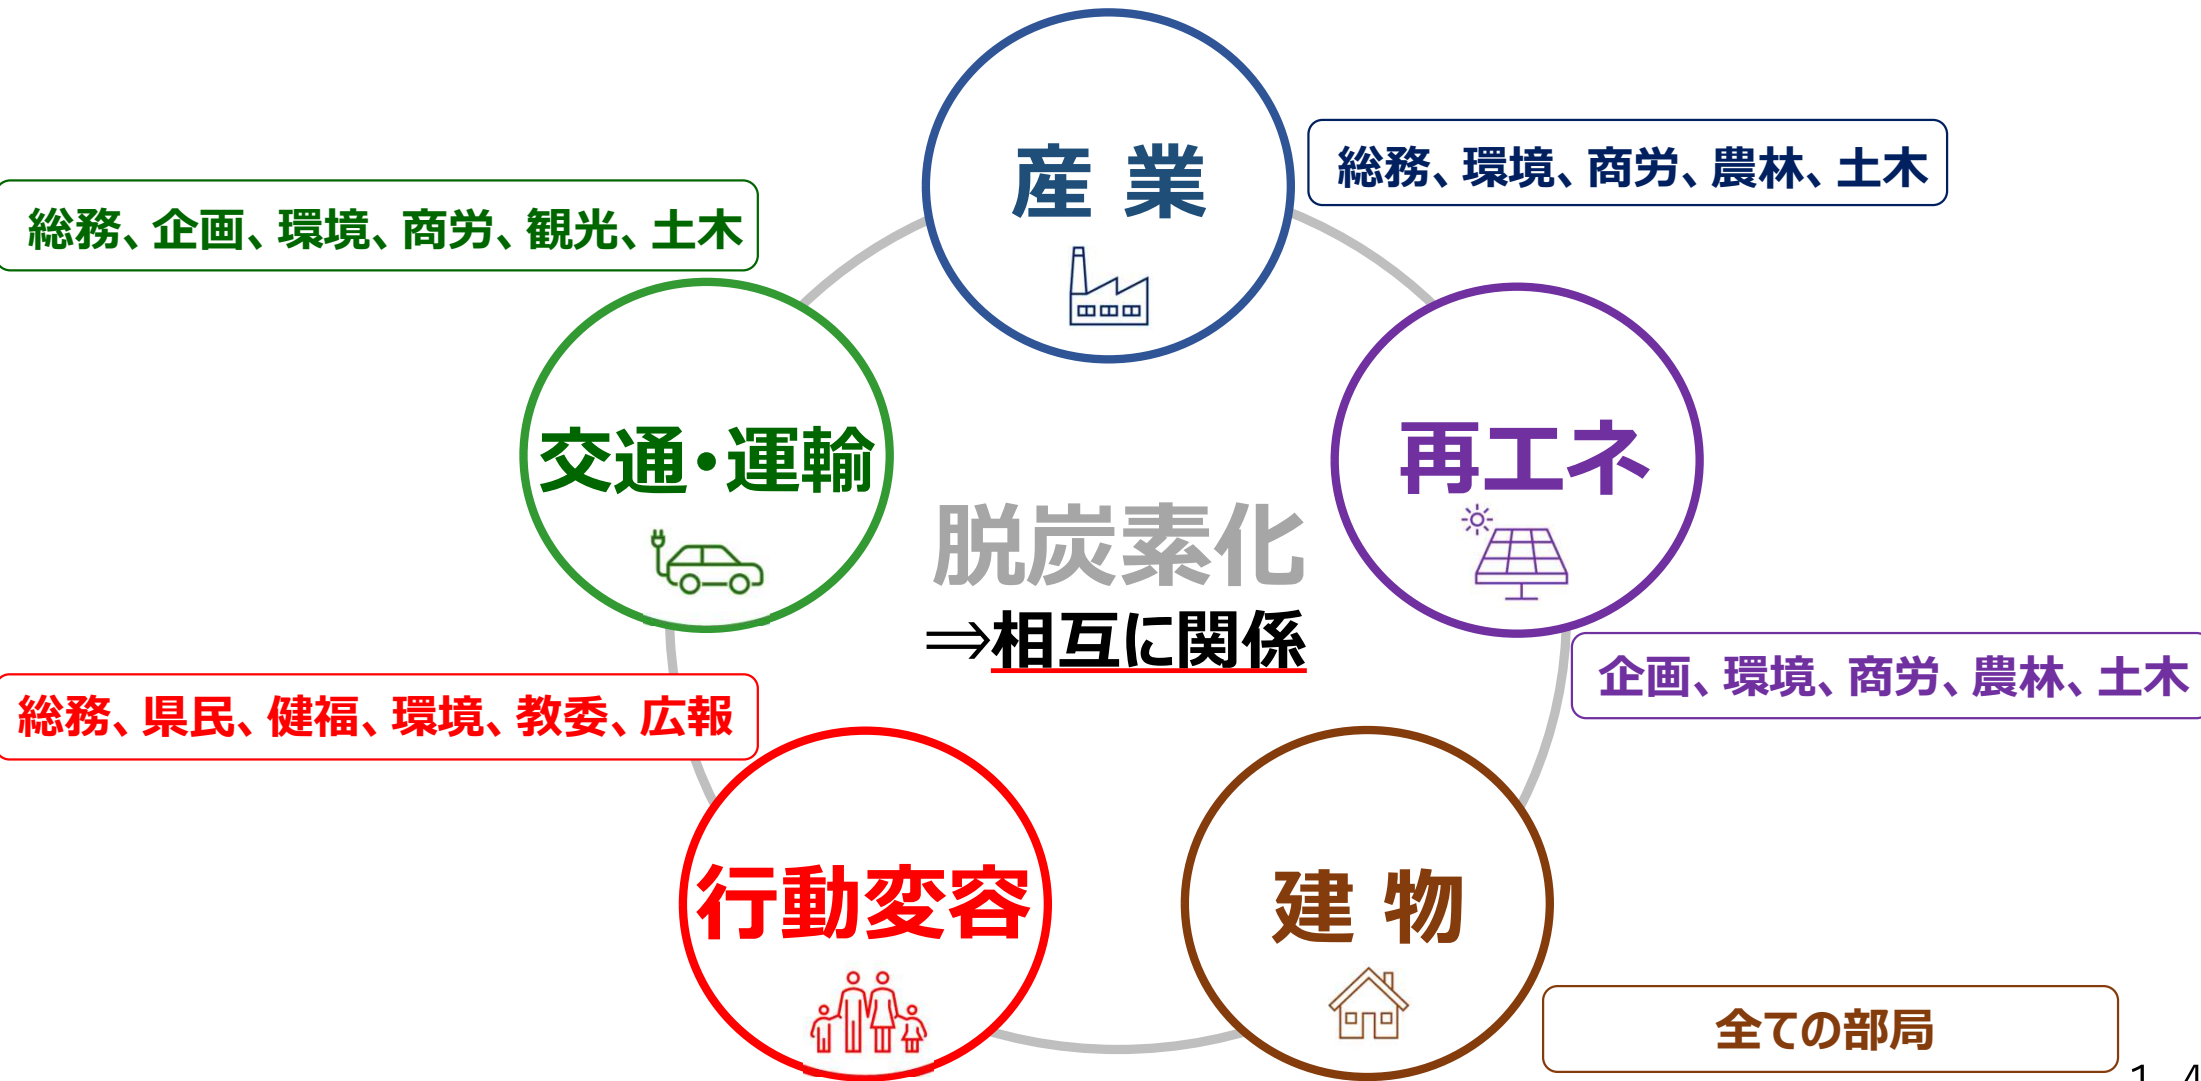 産 業
総務、環境、商労、農林、土木
総務、企画、環境、商労、観光、土木
交通・運輸
再エネ
脱炭素化
⇒相互に関係
企画、環境、商労、農林、土木
総務、県民、健福、環境、教委、広報
行動変容
建 物
全ての部局
14